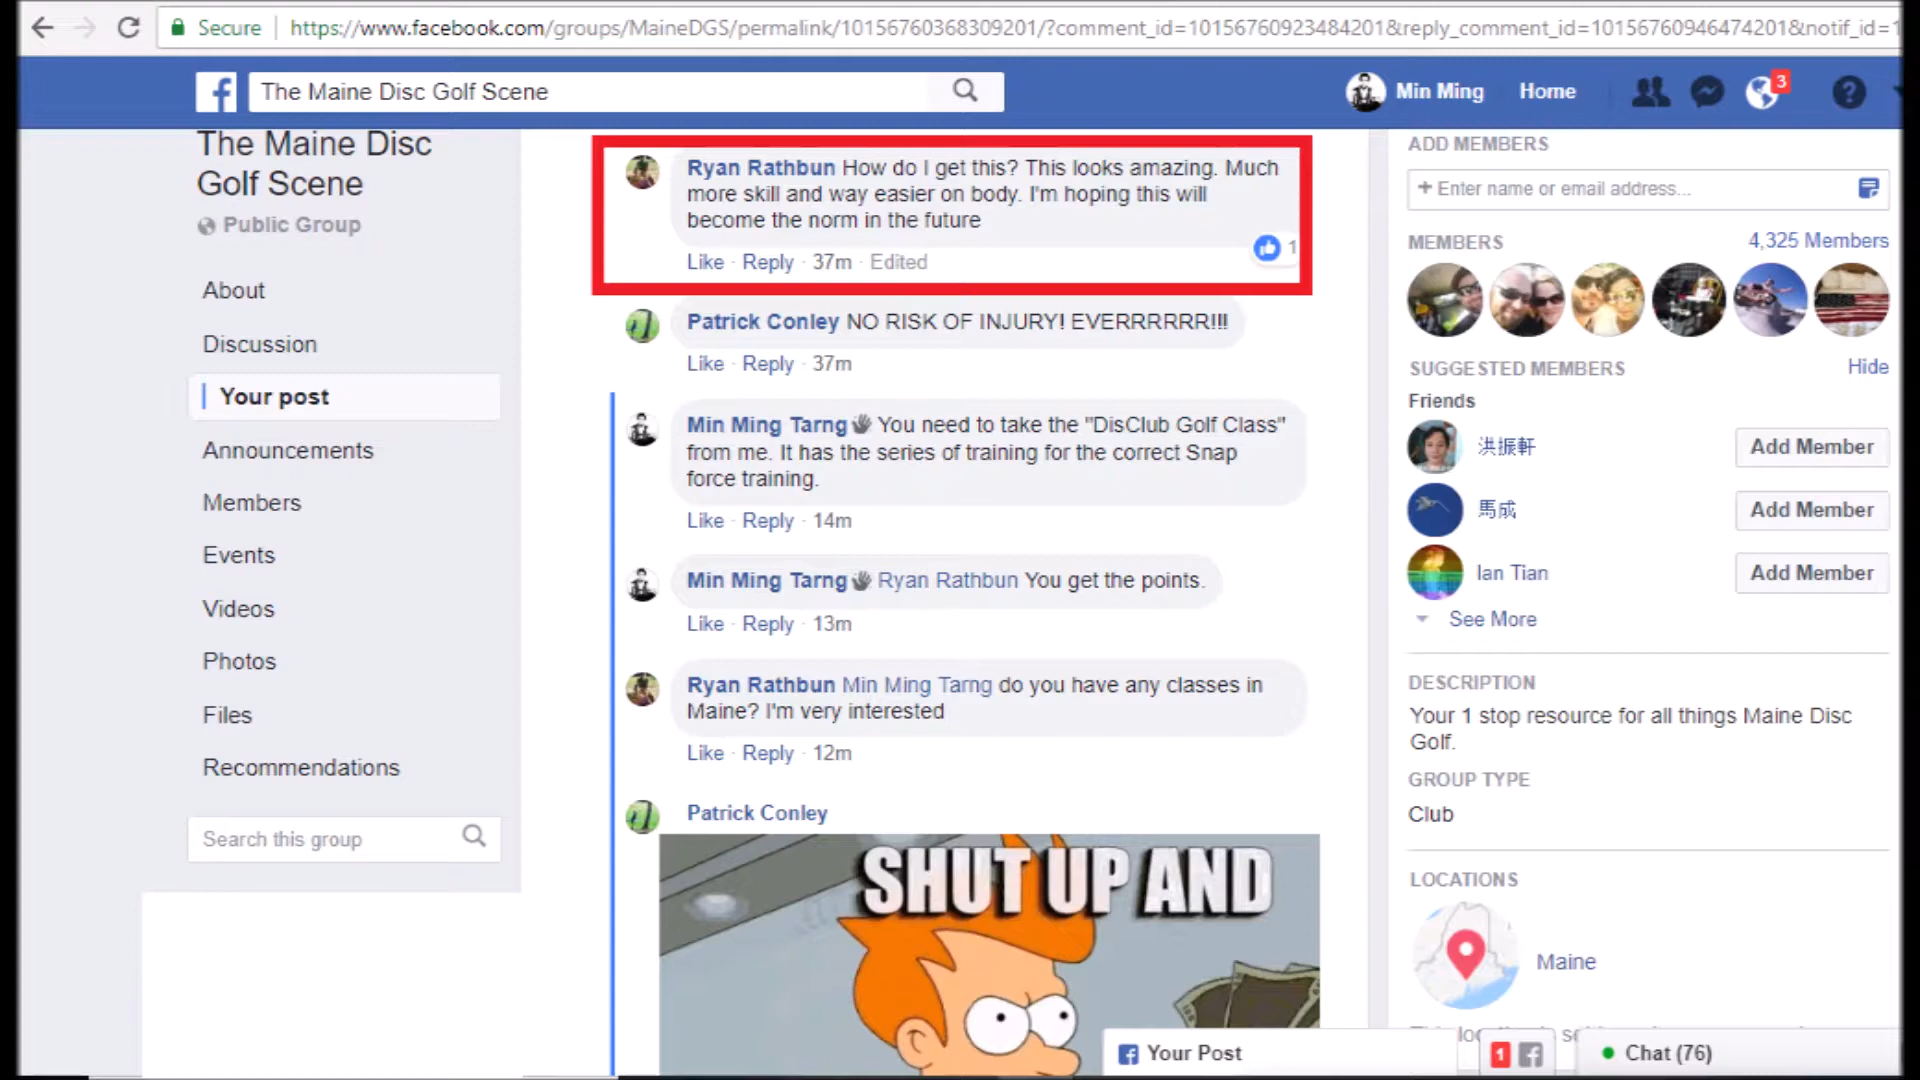 Secure
https://www.facebook.com/groups/MaineDGS/permalink/10156760368309201/?comment_id=10156760923484201&reply_comment_id=10156760946474201&notif_id=1
The Maine Disc Golf Scene
Min Ming
Home
3
?
The Maine Disc
Golf Scene
Public Group
About
Discussion
Your post
Announcements
Members
Events
Videos
Photos
Files
Recommendations
Search this group
Ryan Rathbun How do I get this? This looks amazing. Much
more skill and way easier on body. I'm hoping this will
become the norm in the future
1
Like · Reply · 37m · Edited
Patrick Conley NO RISK OF INJURY! EVERRRRRR!!!
Like · Reply · 37m
Min Ming Tarng You need to take the "DisClub Golf Class"
from me. It has the series of training for the correct Snap
force training.
Like · Reply · 14m
Min Ming Tarng Ryan Rathbun You get the points.
Like · Reply · 13m
Ryan Rathbun Min Ming Tarng do you have any classes in
Maine? I'm very interested
Like · Reply · 12m
Patrick Conley
SHUT UP AND
ADD MEMBERS
+ Enter name or email address...
MEMBERS
4,325 Members
SUGGESTED MEMBERS
Hide
Friends
洪振軒
Add Member
馬成
Add Member
Ian Tian
Add Member
See More
DESCRIPTION
Your 1 stop resource for all things Maine Disc
Golf.
GROUP TYPE
Club
LOCATIONS
Maine
Your Post
1
Chat (76)